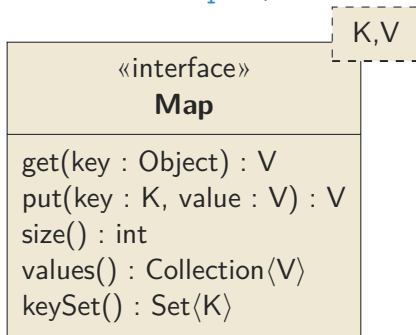 K,V
«interface»
Map
get(key : Object) : V
put(key : K, value : V) : V
size() : int
values() : Collection⟨V⟩
keySet() : Set⟨K⟩